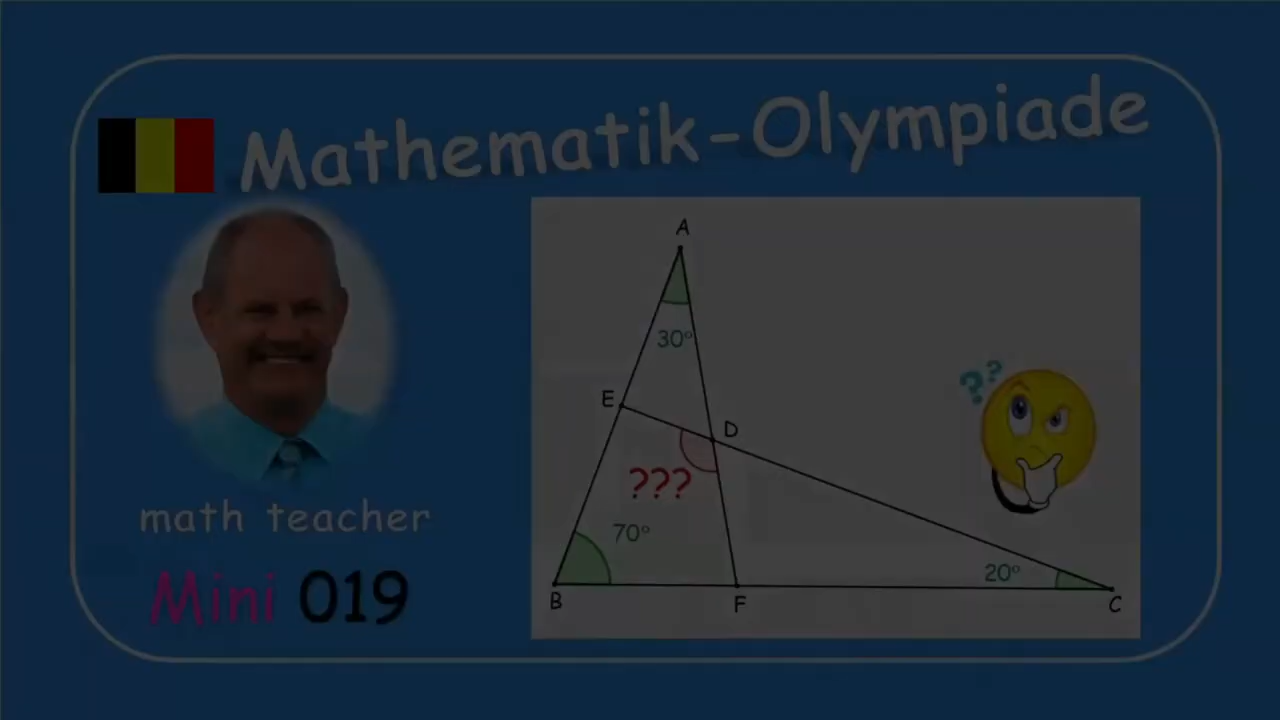 Mathematik-Olympiade
A
30°
E
D
???
70°
20°
B
F
C
??
math teacher
Mini 019